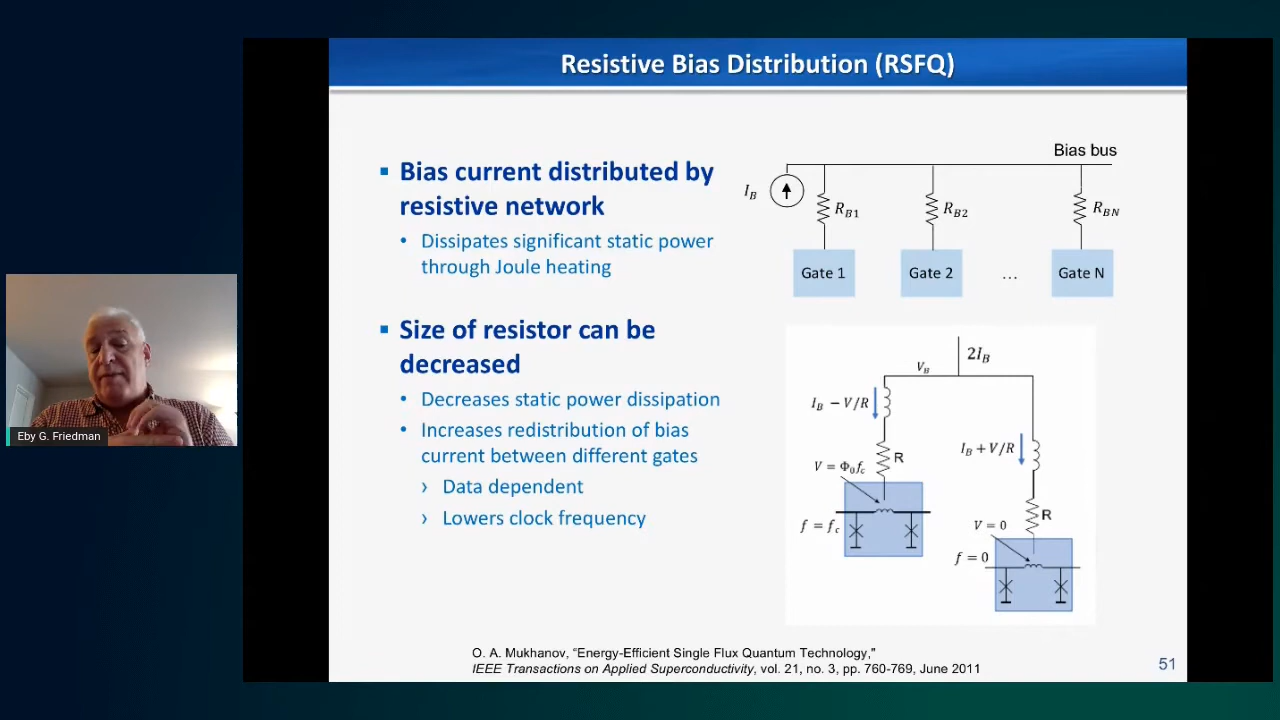 Resistive Bias Distribution (RSFQ)
▪ Bias current distributed by
resistive network
• Dissipates significant static power
through Joule heating
▪ Size of resistor can be
decreased
• Decreases static power dissipation
• Increases redistribution of bias
current between different gates
› Data dependent
› Lowers clock frequency
Bias bus
I_B
R_B1
R_B2
R_BN
Gate 1
Gate 2
...
Gate N
2I_B
V_B
I_B − V/R
I_B + V/R
R
V = Φ₀f_c
f = f_c
R
V = 0
f = 0
O. A. Mukhanov, “Energy-Efficient Single Flux Quantum Technology,"
IEEE Transactions on Applied Superconductivity, vol. 21, no. 3, pp. 760-769, June 2011
51
Eby G. Friedman